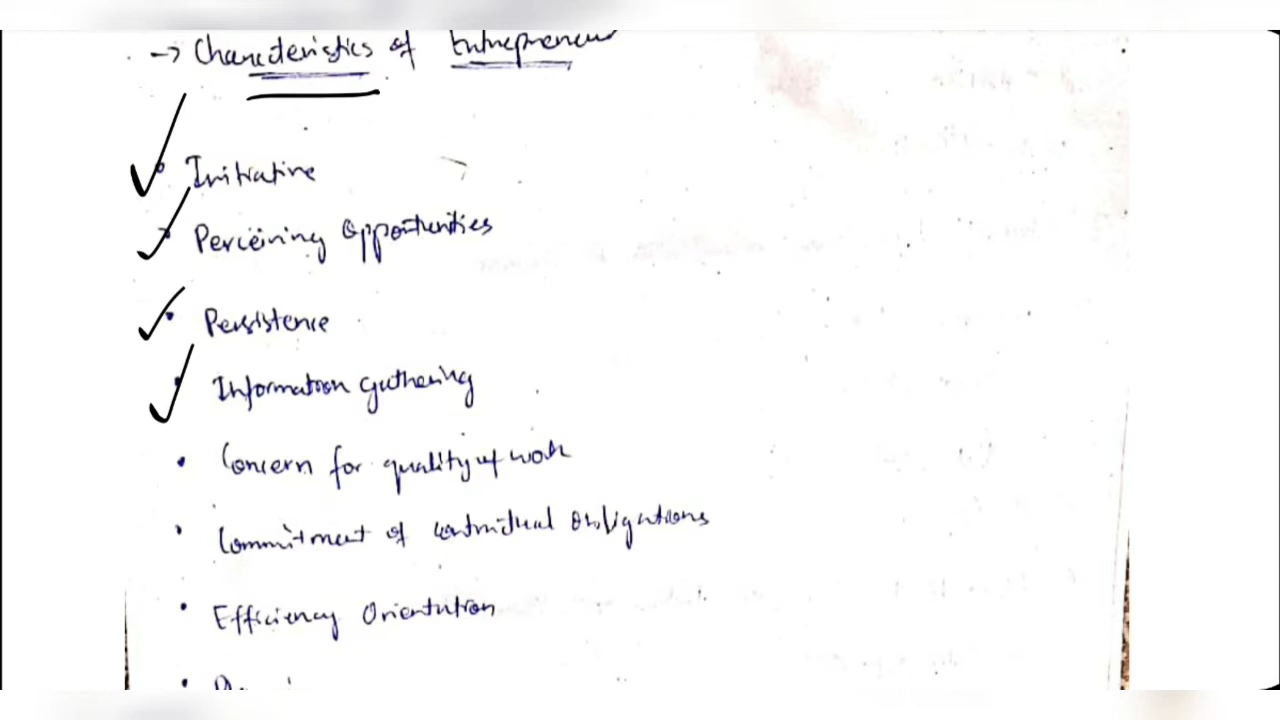 → Characteristics of Entrepreneur
• Initiative
• Perceiving Opportunities
• Persistence
• Information gathering
• Concern for quality of work
• Commitment of contractual obligations
• Efficiency Orientation